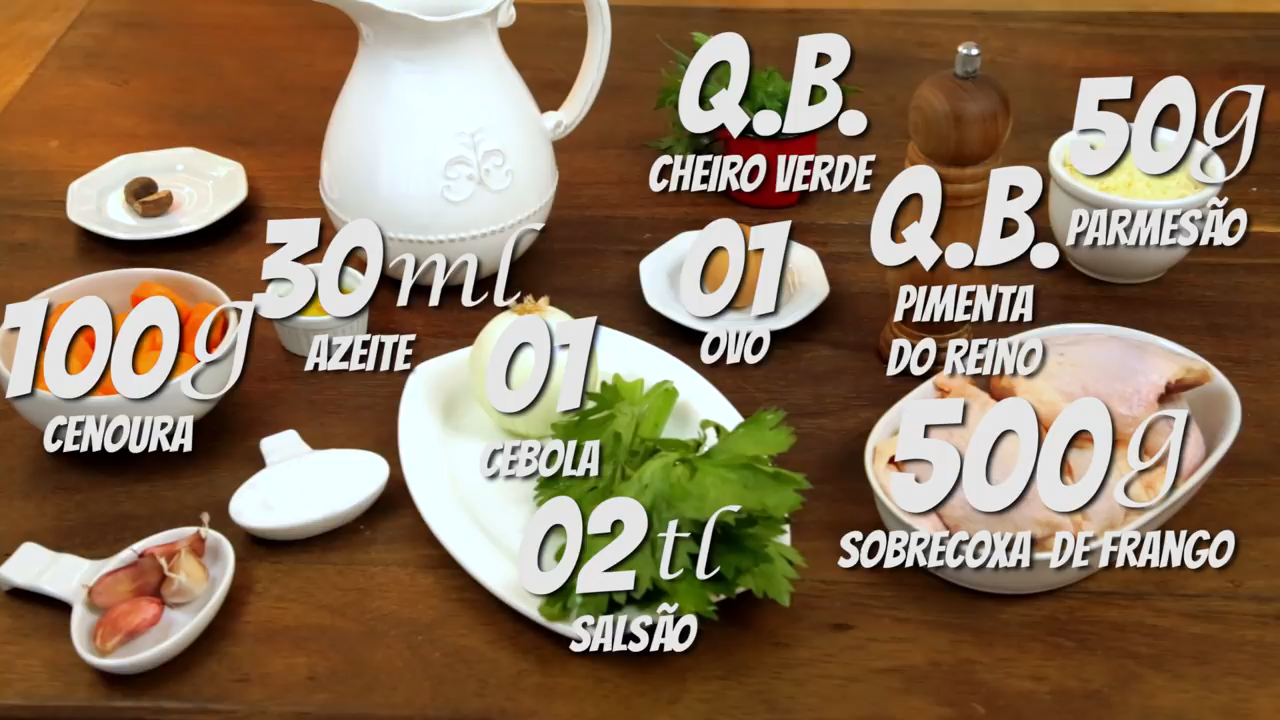 Q.B.
CHEIRO VERDE
50g
PARMESÃO
Q.B.
PIMENTA
DO REINO
30ml
AZEITE
01
OVO
100g
CENOURA
01
CEBOLA
500g
SOBRECOXA DE FRANGO
02tl
SALSÃO